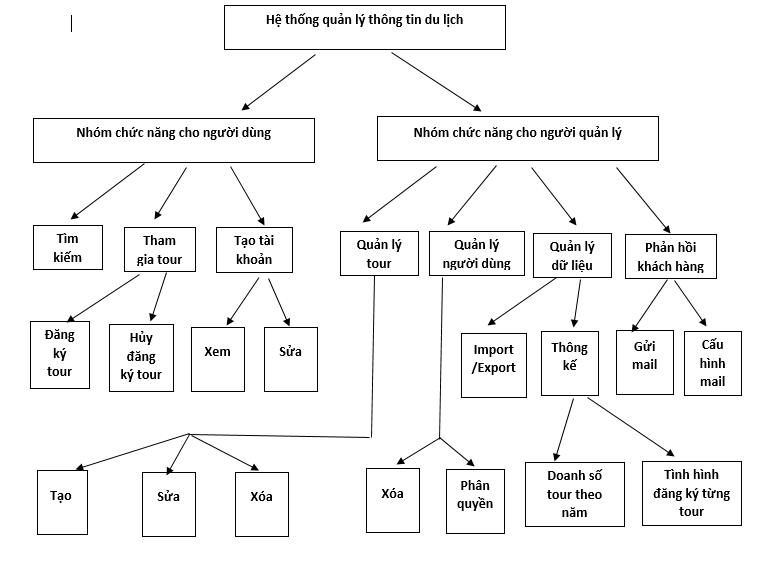 Hệ thống quản lý thông tin du lịch
Nhóm chức năng cho người dùng
Nhóm chức năng cho người quản lý
Tìm
kiếm
Tham
gia tour
Tạo tài
khoản
Quản lý
tour
Quản lý
người dùng
Quản lý
dữ liệu
Phản hồi
khách hàng
Đăng
ký
tour
Hủy
đăng
ký tour
Xem
Sửa
Import
/Export
Thông
kế
Gửi
mail
Cấu
hình
mail
Tạo
Sửa
Xóa
Xóa
Phân
quyền
Doanh số
tour theo
năm
Tình hình
đăng ký từng
tour